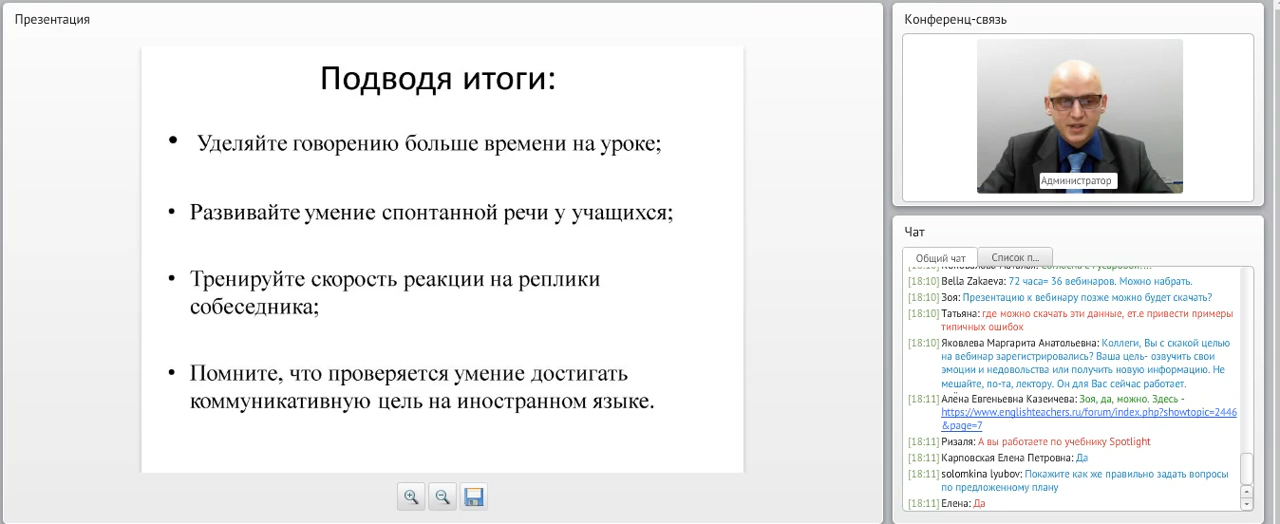 Презентация
Подводя итоги:
• Уделяйте говорению больше времени на уроке;
• Развивайте умение спонтанной речи у учащихся;
• Тренируйте скорость реакции на реплики
собеседника;
• Помните, что проверяется умение достигать
коммуникативную цель на иностранном языке.
Конференц-связь
Администратор
Чат
Общий чат
Список п...
[18:10] Bella Zakaeva: 72 часа= 36 вебинаров. Можно набрать.
[18:10] Зоя: Презентацию к вебинару позже можно будет скачать?
[18:10] Татьяна: где можно скачать эти данные, ет.е привести примеры
типичных ошибок
[18:10] Яковлева Маргарита Анатольевна: Коллеги, Вы с скакой целью
на вебинар зарегистрировались? Ваша цель- озвучить свои
эмоции и недовольства или получить новую информацию. Не
мешайте, по-та, лектору. Он для Вас сейчас работает.
[18:11] Алёна Евгеньевна Казеичева: Зоя, да, можно. Здесь -
https://www.englishteachers.ru/forum/index.php?showtopic=2446
&page=7
[18:11] Ризаля: А вы работаете по учебнику Spotlight
[18:11] Карповская Елена Петровна: Да
[18:11] solomkina lyubov: Покажите как же правильно задать вопросы
по предложенному плану
[18:11] Елена: Да